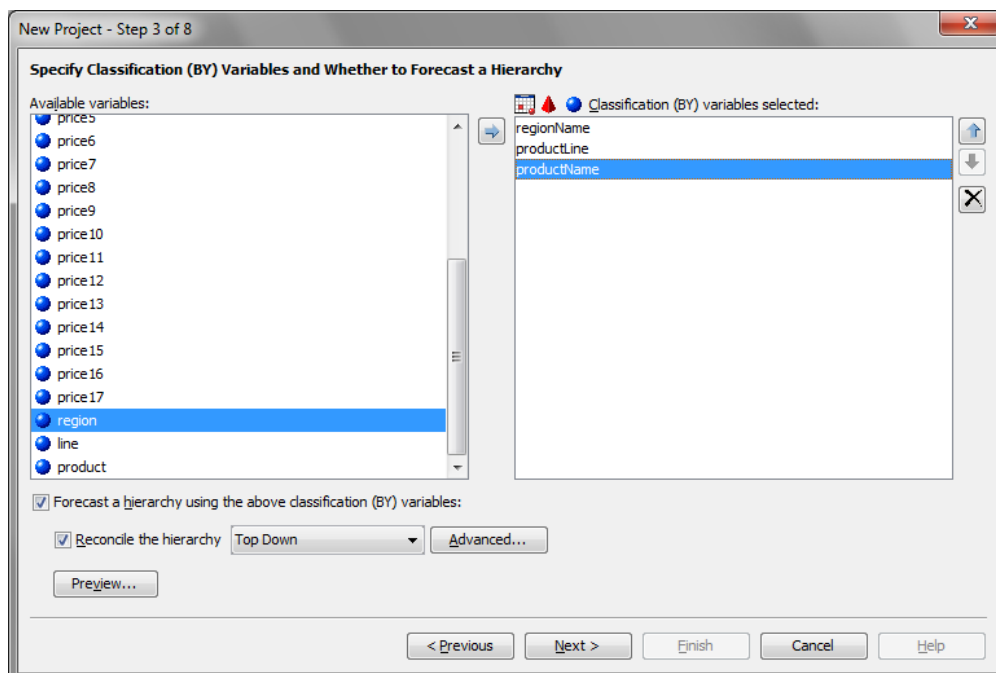 New Project - Step 3 of 8
Specify Classification (BY) Variables and Whether to Forecast a Hierarchy
Available variables:
price5
price6
price7
price8
price9
price10
price11
price12
price13
price14
price15
price16
price17
region
line
product
Classification (BY) variables selected:
regionName
productLine
productName
Forecast a hierarchy using the above classification (BY) variables:
Reconcile the hierarchy Top Down Advanced...
Preview...
< Previous Next > Finish Cancel Help